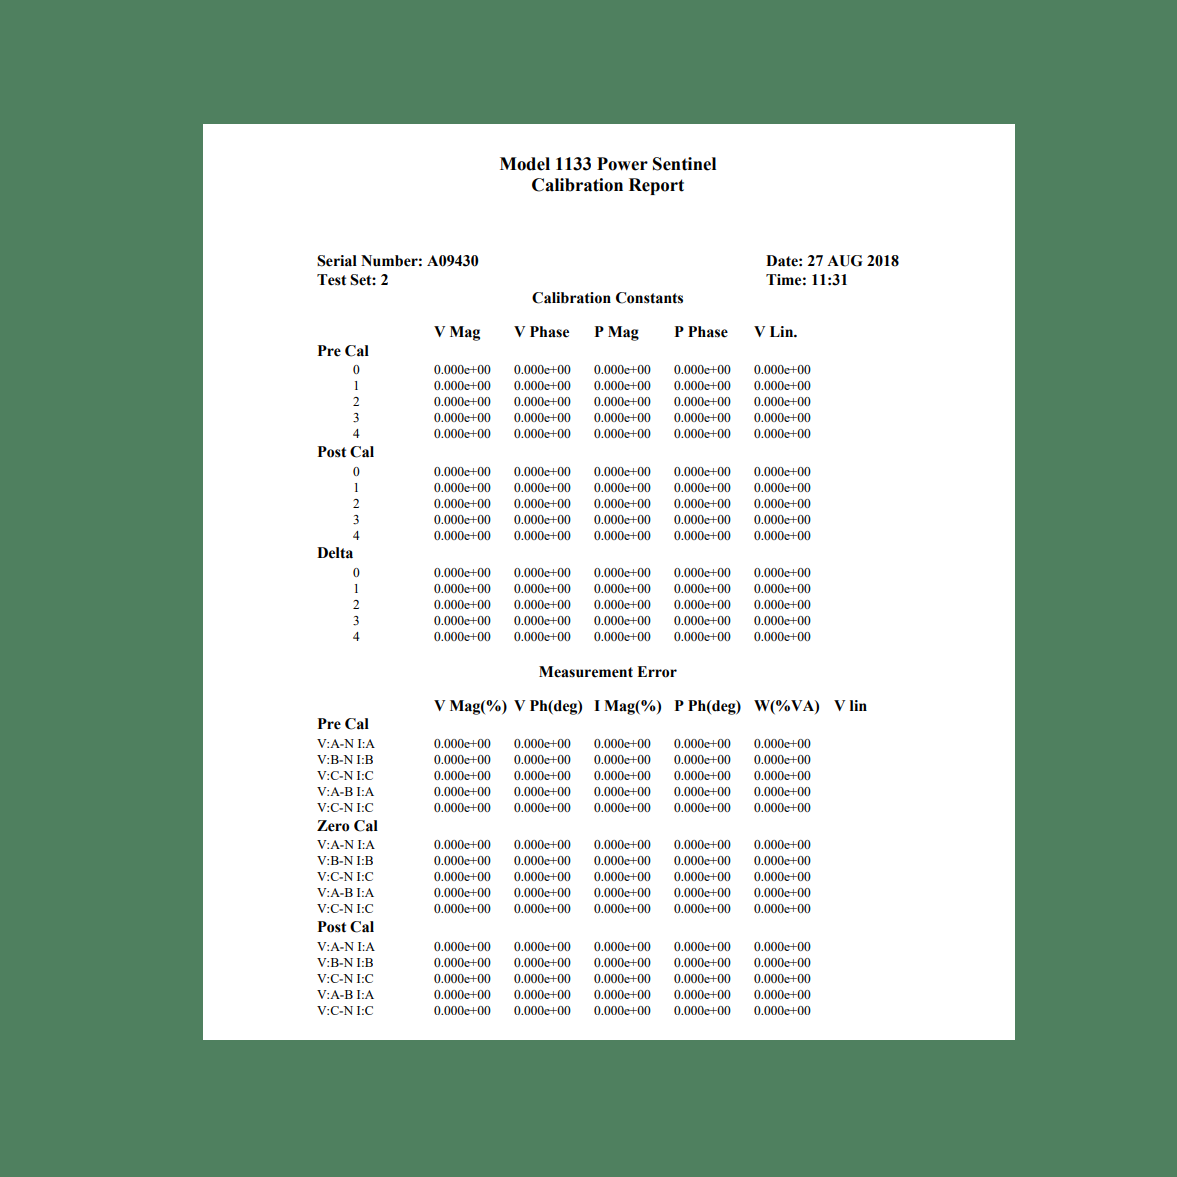 Model 1133 Power Sentinel
Calibration Report
Serial Number: A09430 Date: 27 AUG 2018
Test Set: 2 Time: 11:31
Calibration Constants
V Mag V Phase P Mag P Phase V Lin.
Pre Cal
0 0.000e+00 0.000e+00 0.000e+00 0.000e+00 0.000e+00
1 0.000e+00 0.000e+00 0.000e+00 0.000e+00 0.000e+00
2 0.000e+00 0.000e+00 0.000e+00 0.000e+00 0.000e+00
3 0.000e+00 0.000e+00 0.000e+00 0.000e+00 0.000e+00
4 0.000e+00 0.000e+00 0.000e+00 0.000e+00 0.000e+00
Post Cal
0 0.000e+00 0.000e+00 0.000e+00 0.000e+00 0.000e+00
1 0.000e+00 0.000e+00 0.000e+00 0.000e+00 0.000e+00
2 0.000e+00 0.000e+00 0.000e+00 0.000e+00 0.000e+00
3 0.000e+00 0.000e+00 0.000e+00 0.000e+00 0.000e+00
4 0.000e+00 0.000e+00 0.000e+00 0.000e+00 0.000e+00
Delta
0 0.000e+00 0.000e+00 0.000e+00 0.000e+00 0.000e+00
1 0.000e+00 0.000e+00 0.000e+00 0.000e+00 0.000e+00
2 0.000e+00 0.000e+00 0.000e+00 0.000e+00 0.000e+00
3 0.000e+00 0.000e+00 0.000e+00 0.000e+00 0.000e+00
4 0.000e+00 0.000e+00 0.000e+00 0.000e+00 0.000e+00
Measurement Error
V Mag(%) V Ph(deg) I Mag(%) P Ph(deg) W(%VA) V lin
Pre Cal
V:A-N I:A 0.000e+00 0.000e+00 0.000e+00 0.000e+00 0.000e+00
V:B-N I:B 0.000e+00 0.000e+00 0.000e+00 0.000e+00 0.000e+00
V:C-N I:C 0.000e+00 0.000e+00 0.000e+00 0.000e+00 0.000e+00
V:A-B I:A 0.000e+00 0.000e+00 0.000e+00 0.000e+00 0.000e+00
V:C-N I:C 0.000e+00 0.000e+00 0.000e+00 0.000e+00 0.000e+00
Zero Cal
V:A-N I:A 0.000e+00 0.000e+00 0.000e+00 0.000e+00 0.000e+00
V:B-N I:B 0.000e+00 0.000e+00 0.000e+00 0.000e+00 0.000e+00
V:C-N I:C 0.000e+00 0.000e+00 0.000e+00 0.000e+00 0.000e+00
V:A-B I:A 0.000e+00 0.000e+00 0.000e+00 0.000e+00 0.000e+00
V:C-N I:C 0.000e+00 0.000e+00 0.000e+00 0.000e+00 0.000e+00
Post Cal
V:A-N I:A 0.000e+00 0.000e+00 0.000e+00 0.000e+00 0.000e+00
V:B-N I:B 0.000e+00 0.000e+00 0.000e+00 0.000e+00 0.000e+00
V:C-N I:C 0.000e+00 0.000e+00 0.000e+00 0.000e+00 0.000e+00
V:A-B I:A 0.000e+00 0.000e+00 0.000e+00 0.000e+00 0.000e+00
V:C-N I:C 0.000e+00 0.000e+00 0.000e+00 0.000e+00 0.000e+00